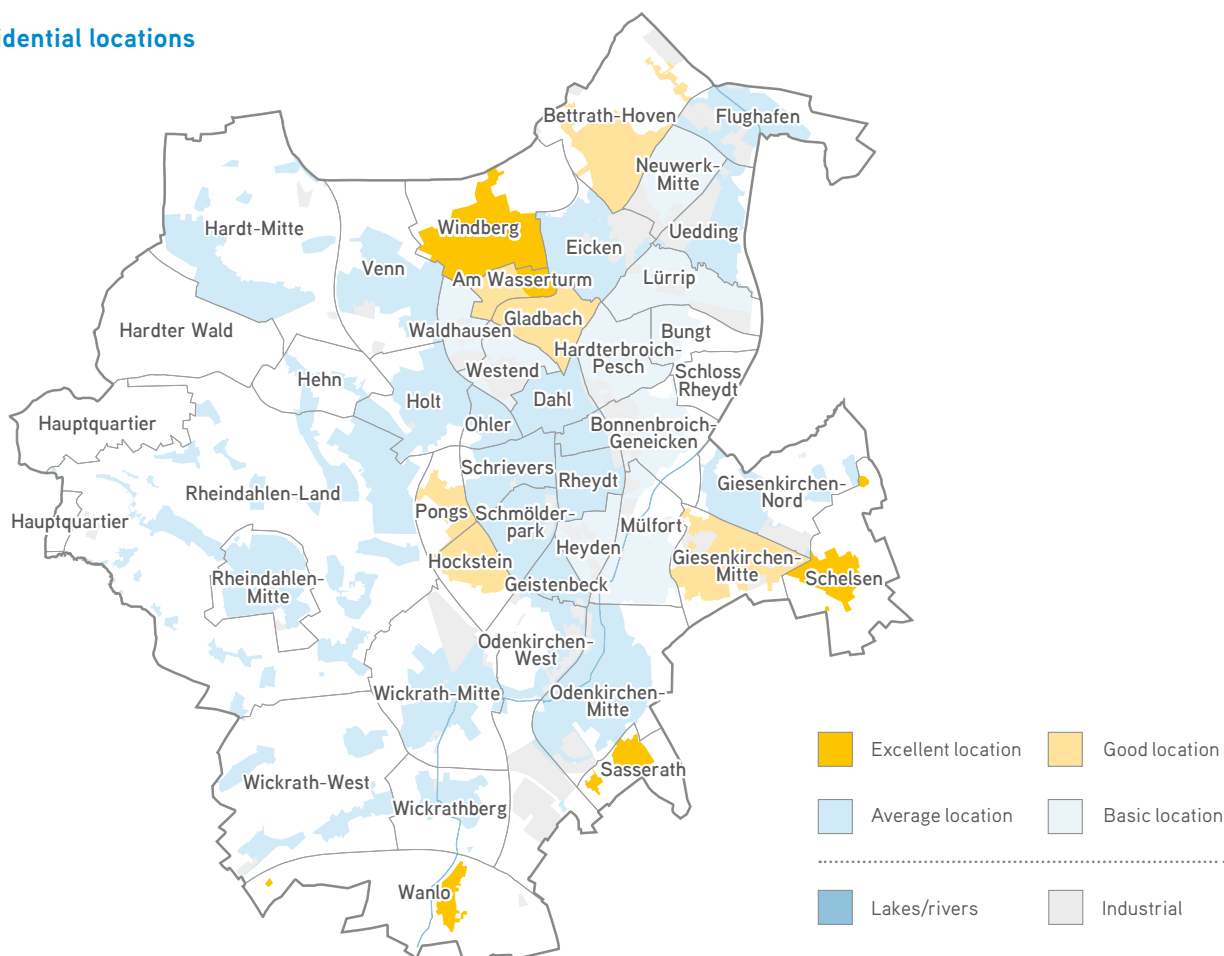 idential locations
Bettrath-Hoven
Flughafen
Neuwerk-
Mitte
Hardt-Mitte
Windberg
Uedding
Eicken
Venn
Am Wasserturm
Lürrip
Gladbach
Hardter Wald
Waldhausen
Bungt
Hardterbroich-
Pesch
Westend
Schloss
Rheydt
Hehn
Holt
Dahl
Hauptquartier
Ohler
Bonnenbroich-
Geneicken
Schrievers
Rheydt
Giesenkirchen-
Nord
Rheindahlen-Land
Pongs
Schmölder-
park
Hauptquartier
Mülfort
Heyden
Hockstein
Giesenkirchen-
Mitte
Rheindahlen-
Mitte
Geistenbeck
Schelsen
Odenkirchen-
West
Wickrath-Mitte
Odenkirchen-
Mitte
Sasserath
Wickrath-West
Wickrathberg
Wanlo
Excellent location
Good location
Average location
Basic location
Lakes/rivers
Industrial